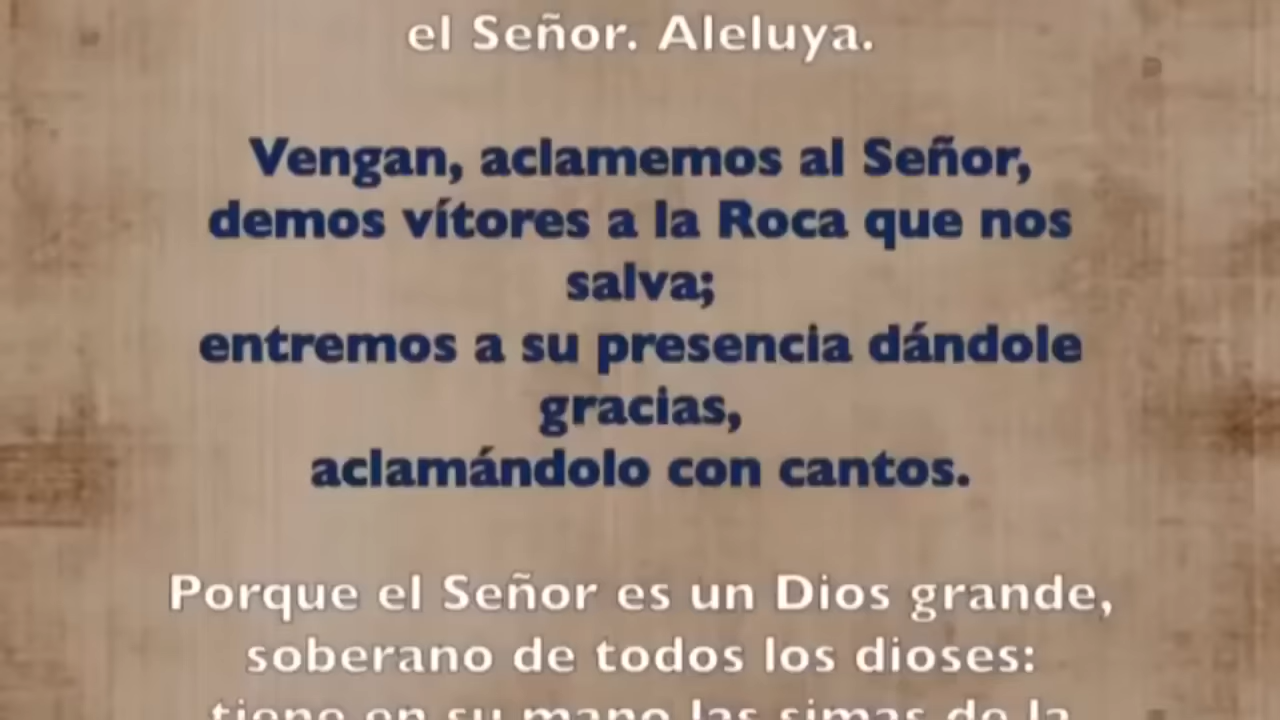 el Señor. Aleluya.
Vengan, aclamemos al Señor,
demos vítores a la Roca que nos
salva;
entremos a su presencia dándole
gracias,
aclamándolo con cantos.
Porque el Señor es un Dios grande,
soberano de todos los dioses:
tiene en su mano las simas de la